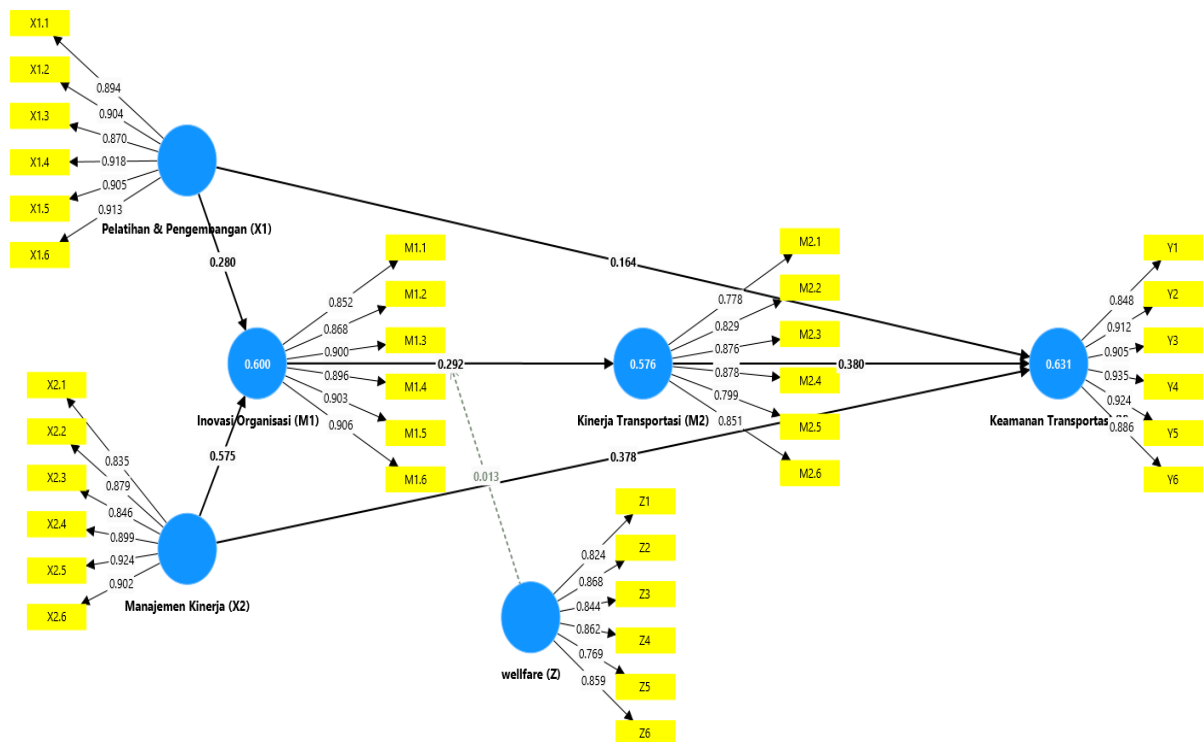 X1.1
X1.2
X1.3
X1.4
X1.5
X1.6
0.894
0.904
0.870
0.918
0.905
0.913
Pelatihan & Pengembangan (X1)
0.280
0.164
M1.1
M1.2
M1.3
M1.4
M1.5
M1.6
0.852
0.868
0.900
0.896
0.903
0.906
0.600
Inovasi Organisasi (M1)
0.292
M2.1
M2.2
M2.3
M2.4
M2.5
M2.6
0.778
0.829
0.876
0.878
0.799
0.851
0.576
Kinerja Transportasi (M2)
0.380
Y1
Y2
Y3
Y4
Y5
Y6
0.848
0.912
0.905
0.935
0.924
0.886
0.631
Keamanan Transportas
X2.1
X2.2
X2.3
X2.4
X2.5
X2.6
0.835
0.879
0.846
0.899
0.924
0.902
0.575
0.378
0.013
Manajemen Kinerja (X2)
Z1
Z2
Z3
Z4
Z5
Z6
0.824
0.868
0.844
0.862
0.769
0.859
wellfare (Z)